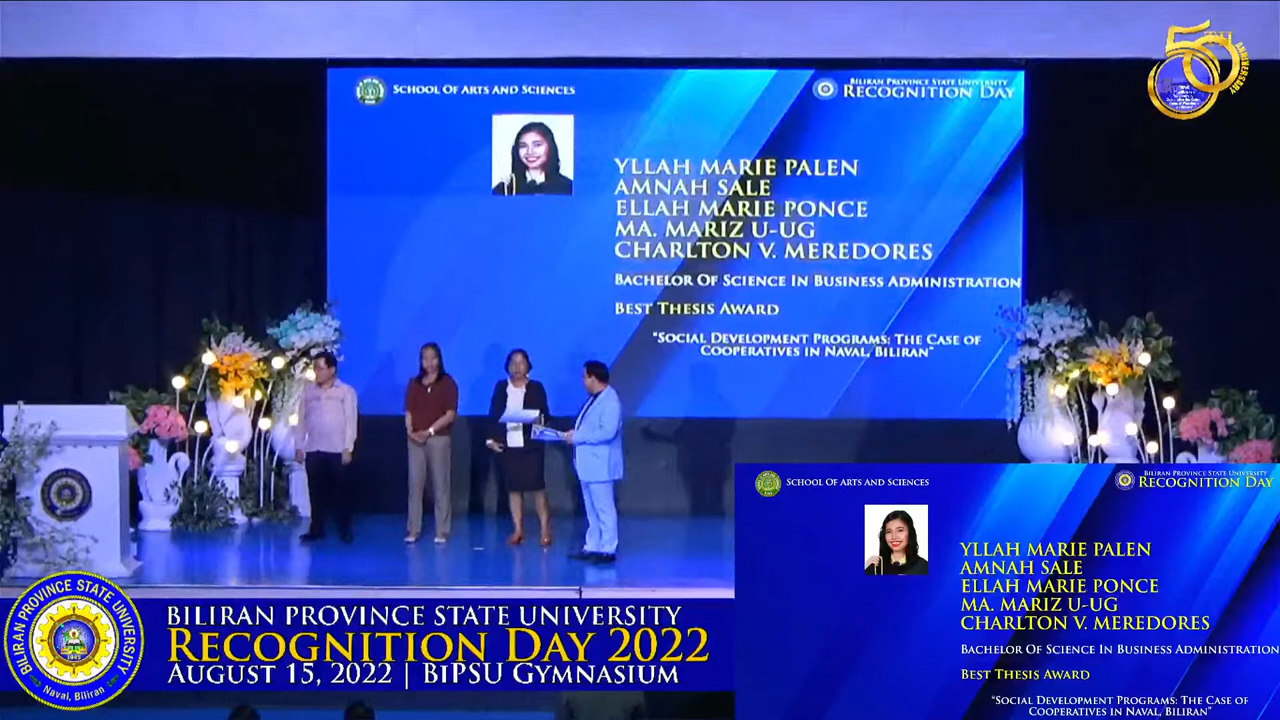 SCHOOL OF ARTS AND SCIENCES
BILIRAN PROVINCE STATE UNIVERSITY
RECOGNITION DAY
50TH
ANNIVERSARY
YLLAH MARIE PALEN
AMNAH SALE
ELLAH MARIE PONCE
MA. MARIZ U-UG
CHARLTON V. MEREDORES
BACHELOR OF SCIENCE IN BUSINESS ADMINISTRATION
BEST THESIS AWARD
"SOCIAL DEVELOPMENT PROGRAMS: THE CASE OF
COOPERATIVES IN NAVAL, BILIRAN"
SCHOOL OF ARTS AND SCIENCES
BILIRAN PROVINCE STATE UNIVERSITY
RECOGNITION DAY
YLLAH MARIE PALEN
AMNAH SALE
ELLAH MARIE PONCE
MA. MARIZ U-UG
CHARLTON V. MEREDORES
BACHELOR OF SCIENCE IN BUSINESS ADMINISTRATION
BEST THESIS AWARD
"SOCIAL DEVELOPMENT PROGRAMS: THE CASE OF
COOPERATIVES IN NAVAL, BILIRAN"
BILIRAN PROVINCE STATE UNIVERSITY
Naval, Biliran
BILIRAN PROVINCE STATE UNIVERSITY
RECOGNITION DAY 2022
AUGUST 15, 2022 | BIPSU GYMNASIUM